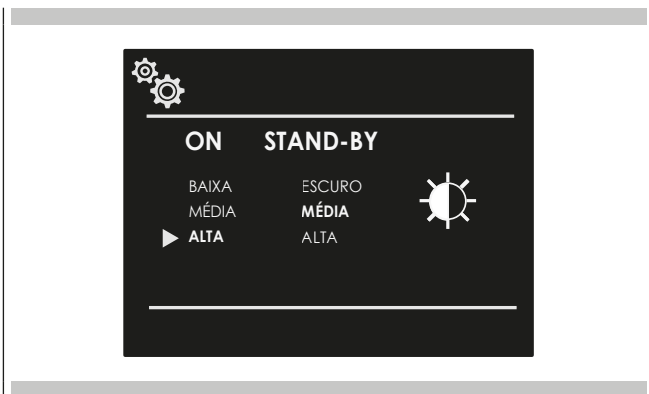 ON STAND-BY
BAIXA ESCURO
MÉDIA MÉDIA
ALTA ALTA